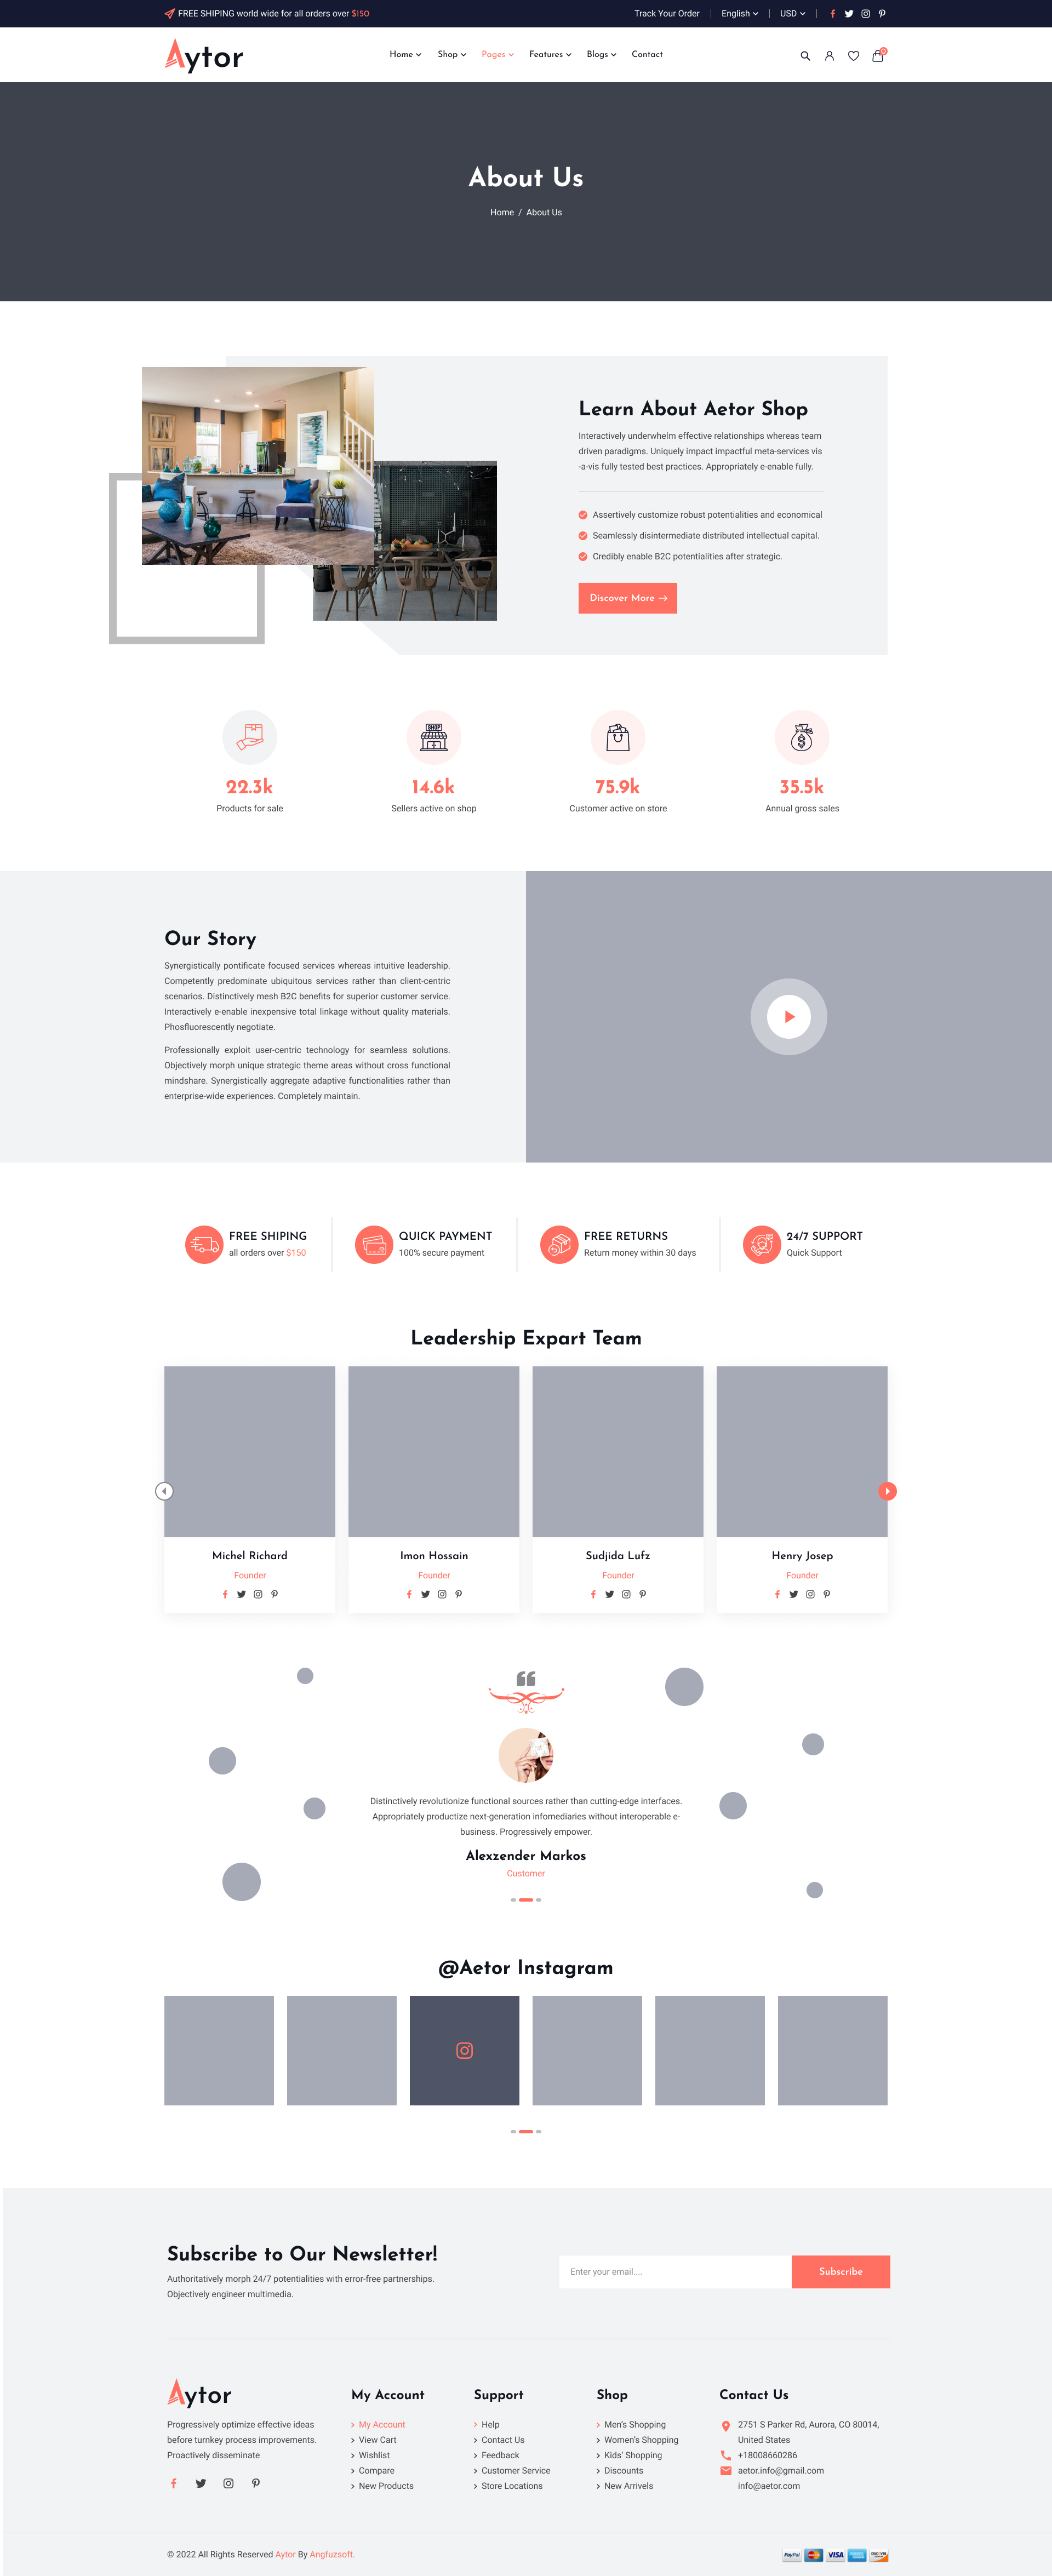 FREE SHIPING world wide for all orders over $150
Track Your Order
English
USD
Aytor
Home
Shop
Pages
Features
Blogs
Contact
0
About Us
Home / About Us
Learn About Aetor Shop
Interactively underwhelm effective relationships whereas team
driven paradigms. Uniquely impact impactful meta-services vis
-a-vis fully tested best practices. Appropriately e-enable fully.
Assertively customize robust potentialities and economical
Seamlessly disintermediate distributed intellectual capital.
Credibly enable B2C potentialities after strategic.
Discover More
SHOP
22.3k
14.6k
75.9k
35.5k
Products for sale
Sellers active on shop
Customer active on store
Annual gross sales
Our Story
Synergistically pontificate focused services whereas intuitive leadership.
Competently predominate ubiquitous services rather than client-centric
scenarios. Distinctively mesh B2C benefits for superior customer service.
Interactively e-enable inexpensive total linkage without quality materials.
Phosfluorescently negotiate.
Professionally exploit user-centric technology for seamless solutions.
Objectively morph unique strategic theme areas without cross functional
mindshare. Synergistically aggregate adaptive functionalities rather than
enterprise-wide experiences. Completely maintain.
FREE SHIPING
all orders over $150
QUICK PAYMENT
100% secure payment
FREE RETURNS
Return money within 30 days
24/7 SUPPORT
Quick Support
Leadership Expart Team
Michel Richard
Founder
Imon Hossain
Founder
Sudjida Lufz
Founder
Henry Josep
Founder
Distinctively revolutionize functional sources rather than cutting-edge interfaces.
Appropriately productize next-generation infomediaries without interoperable e-
business. Progressively empower.
Alexzender Markos
Customer
@Aetor Instagram
Subscribe to Our Newsletter!
Authoritatively morph 24/7 potentialities with error-free partnerships.
Objectively engineer multimedia.
Enter your email....
Subscribe
Aytor
Progressively optimize effective ideas
before turnkey process improvements.
Proactively disseminate
My Account
My Account
View Cart
Wishlist
Compare
New Products
Support
Help
Contact Us
Feedback
Customer Service
Store Locations
Shop
Men's Shopping
Women's Shopping
Kids' Shopping
Discounts
New Arrivels
Contact Us
2751 S Parker Rd, Aurora, CO 80014,
United States
+18008660286
aetor.info@gmail.com
info@aetor.com
© 2022 All Rights Reserved Aytor By Angfuzsoft.
PayPal
MasterCard
VISA
DISCOVER